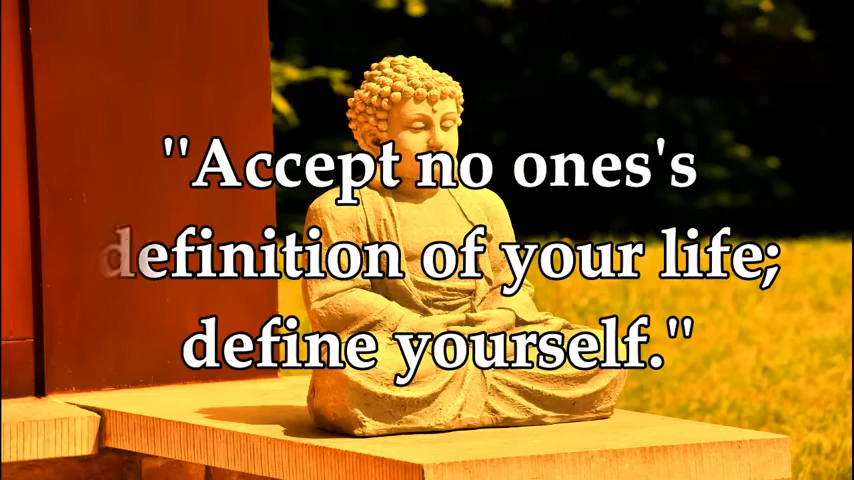 "Accept no ones's
definition of your life;
define yourself."